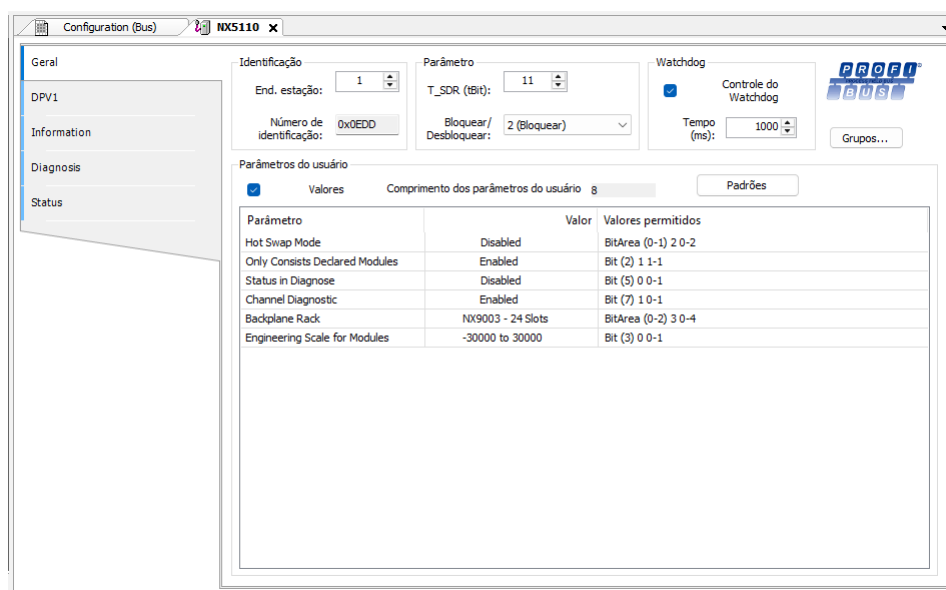 Configuration (Bus)
NX5110
Geral
DPV1
Information
Diagnosis
Status
Identificação
End. estação:
1
Número de
identificação:
0x0EDD
Parâmetro
T_SDR (tBit):
11
Bloquear/
Desbloquear:
2 (Bloquear)
Watchdog
Controle do
Watchdog
Tempo
(ms):
1000
PROFI
BUS
Grupos...
Parâmetros do usuário
Valores Comprimento dos parâmetros do usuário 8 Padrões
Parâmetro Valor Valores permitidos
Hot Swap Mode Disabled BitArea (0-1) 2 0-2
Only Consists Declared Modules Enabled Bit (2) 1 1-1
Status in Diagnose Disabled Bit (5) 0 0-1
Channel Diagnostic Enabled Bit (7) 1 0-1
Backplane Rack NX9003 - 24 Slots BitArea (0-2) 3 0-4
Engineering Scale for Modules -30000 to 30000 Bit (3) 0 0-1